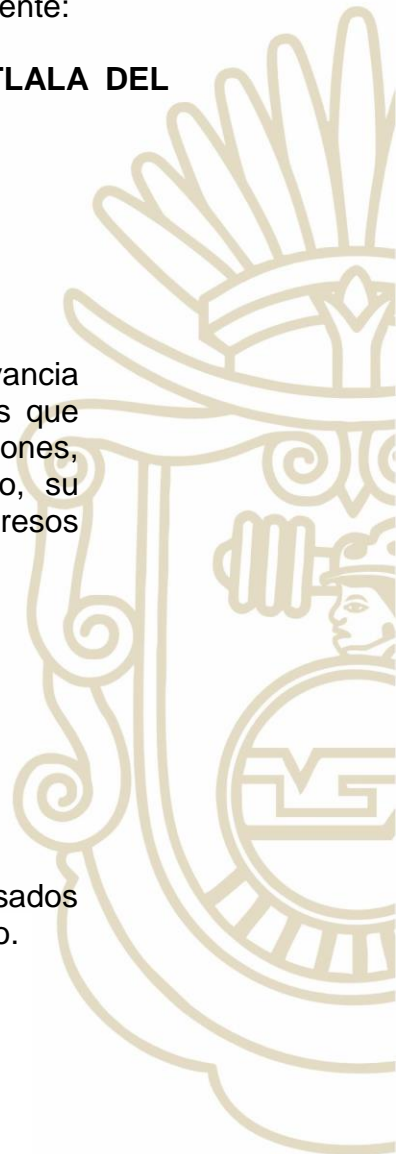 ente:
TLALA DEL
vancia
s que
ones,
o, su
resos
sados
o.